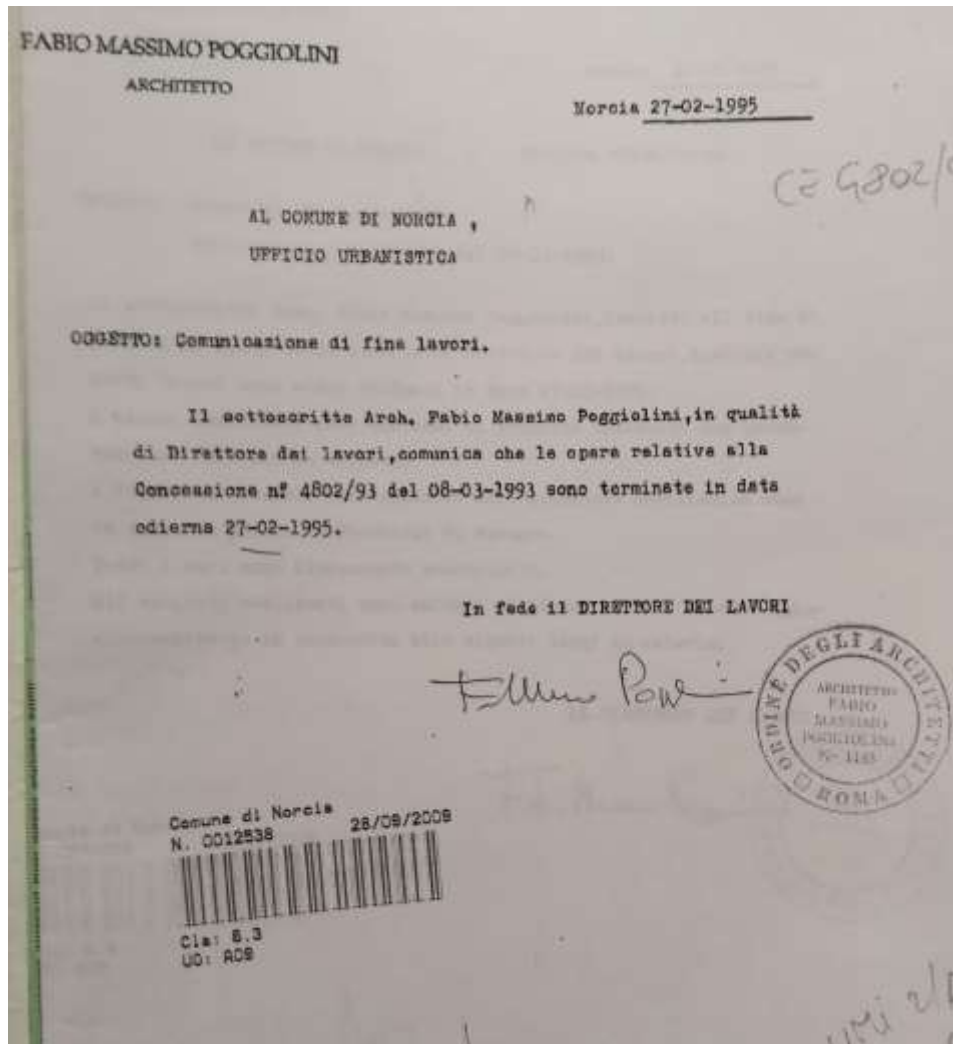 FABIO MASSIMO POGGIOLINI
ARCHITETTO
Norcia 27-02-1995
CE 4802/
AL COMUNE DI NORCIA ,
UFFICIO URBANISTICA
OGGETTO: Comunicazione di fine lavori.
Il sottoscritto Arch. Fabio Massimo Poggiolini,in qualità
di Direttore dei lavori,comunica che le opere relative alla
Concessione nº 4802/93 del 08-03-1993 sono terminate in data
odierna 27-02-1995.
In fede il DIRETTORE DEI LAVORI
ORDINE DEGLI ARCHITETTI
ARCHITETTO
FABIO
MASSIMO
POGGIOLINI
ROMA
Comune di Norcia
N. 0012538 28/09/2009
Cla: 6.3
UO: A09